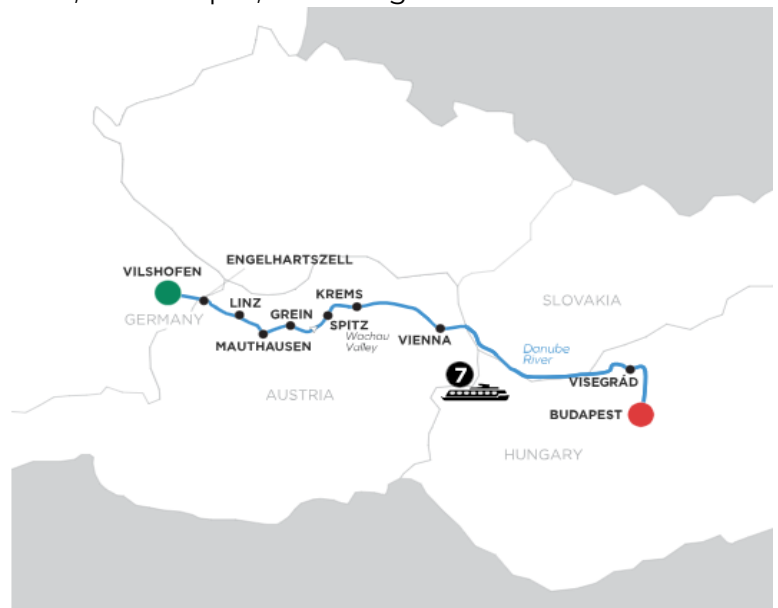 ENGELHARTSZELL
VILSHOFEN
KREMS
LINZ
GREIN
SLOVAKIA
GERMANY
SPITZ
VIENNA
Wachau
Valley
MAUTHAUSEN
Danube
River
7
VISEGRÁD
AUSTRIA
BUDAPEST
HUNGARY